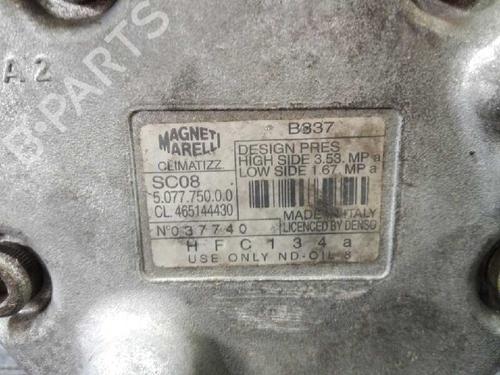 B-PARTS
A 2
MAGNETI MARELLI
CLIMATIZZ
B337
DESIGN PRES
HIGH SIDE 3.53. MPa
LOW SIDE 1.67. MPa
SC08
5.077.750.0.0
CL. 465144430
MADE IN ITALY
LICENCED BY DENSO
N° 037740
HFC134a
USE ONLY ND-OIL 8